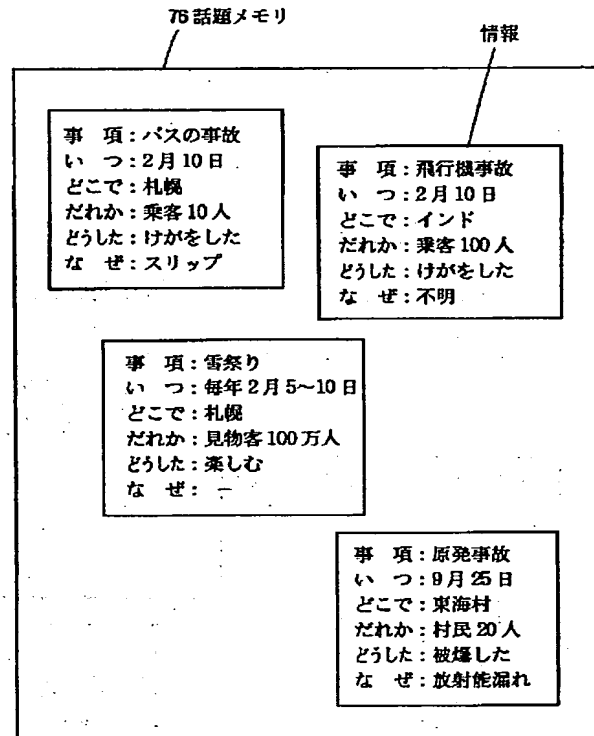 76 話題メモリ
情報
事 項：バスの事故
い つ：2月10日
どこで：札幌
だれか：乗客10人
どうした：けがをした
な ぜ：スリップ
事 項：飛行機事故
い つ：2月10日
どこで：インド
だれか：乗客100人
どうした：けがをした
な ぜ：不明
事 項：雪祭り
い つ：毎年2月5～10日
どこで：札幌
だれか：見物客100万人
どうした：楽しむ
な ぜ：－
事 項：原発事故
い つ：9月25日
どこで：東海村
だれか：村民20人
どうした：被爆した
な ぜ：放射能漏れ